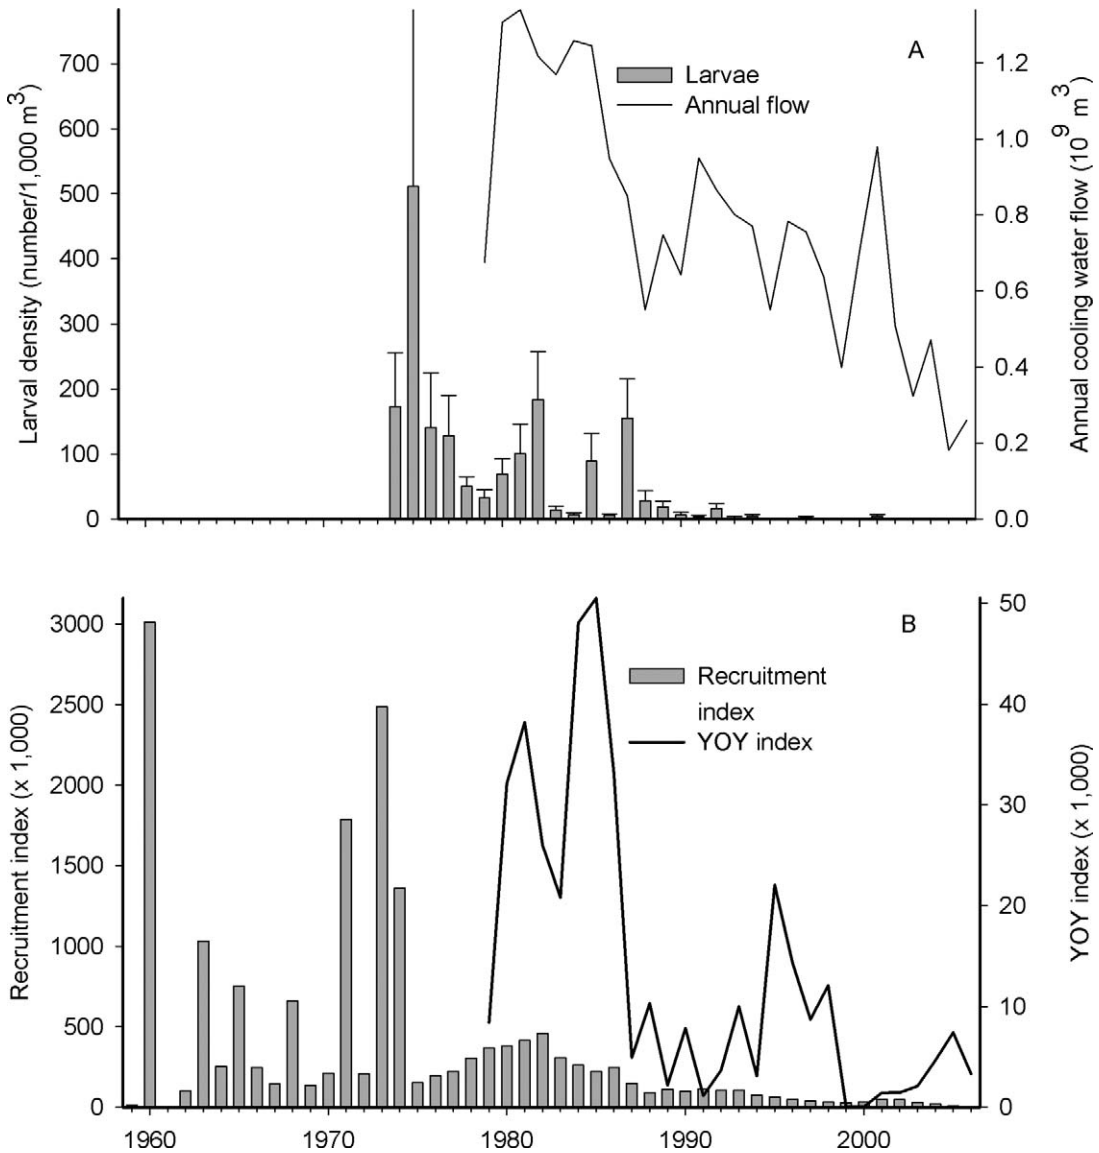 A
Larvae
Annual flow
Larval density (number/1,000 m³)
700
600
500
400
300
200
100
0
1.2
1.0
0.8
0.6
0.4
0.2
0.0
Annual cooling water flow (10⁹ m³)
B
Recruitment
index
YOY index
Recruitment index (x 1,000)
3000
2500
2000
1500
1000
500
0
50
40
30
20
10
0
YOY index (x 1,000)
1960 1970 1980 1990 2000